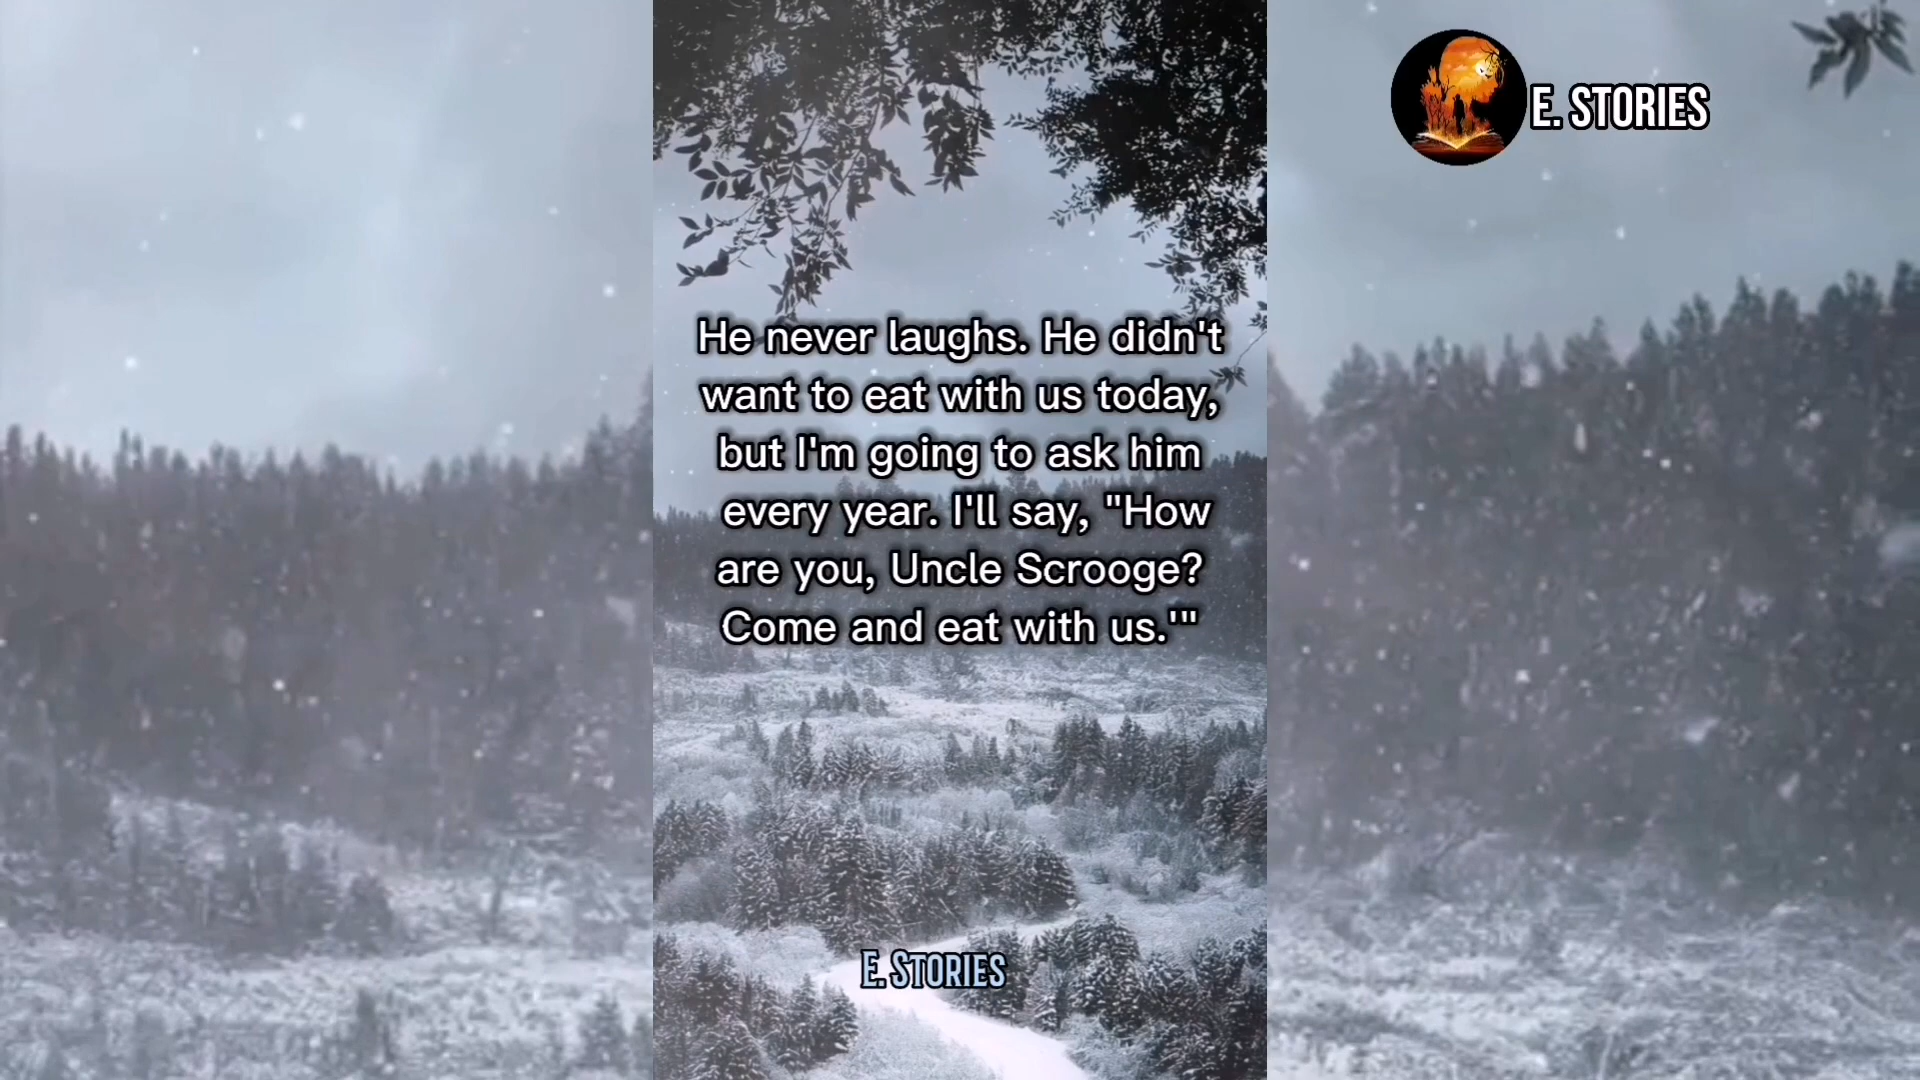 E. STORIES
He never laughs. He didn't
want to eat with us today,
but I'm going to ask him
every year. I'll say, "How
are you, Uncle Scrooge?
Come and eat with us.'"
E. STORIES